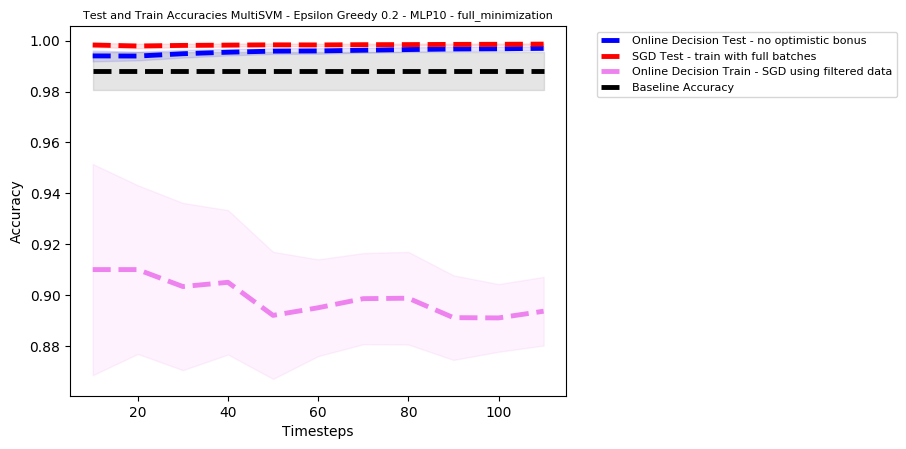 Test and Train Accuracies MultiSVM - Epsilon Greedy 0.2 - MLP10 - full_minimization
1.00
0.98
0.96
0.94
0.92
0.90
0.88
Accuracy
20
40
60
80
100
Timesteps
Online Decision Test - no optimistic bonus
SGD Test - train with full batches
Online Decision Train - SGD using filtered data
Baseline Accuracy